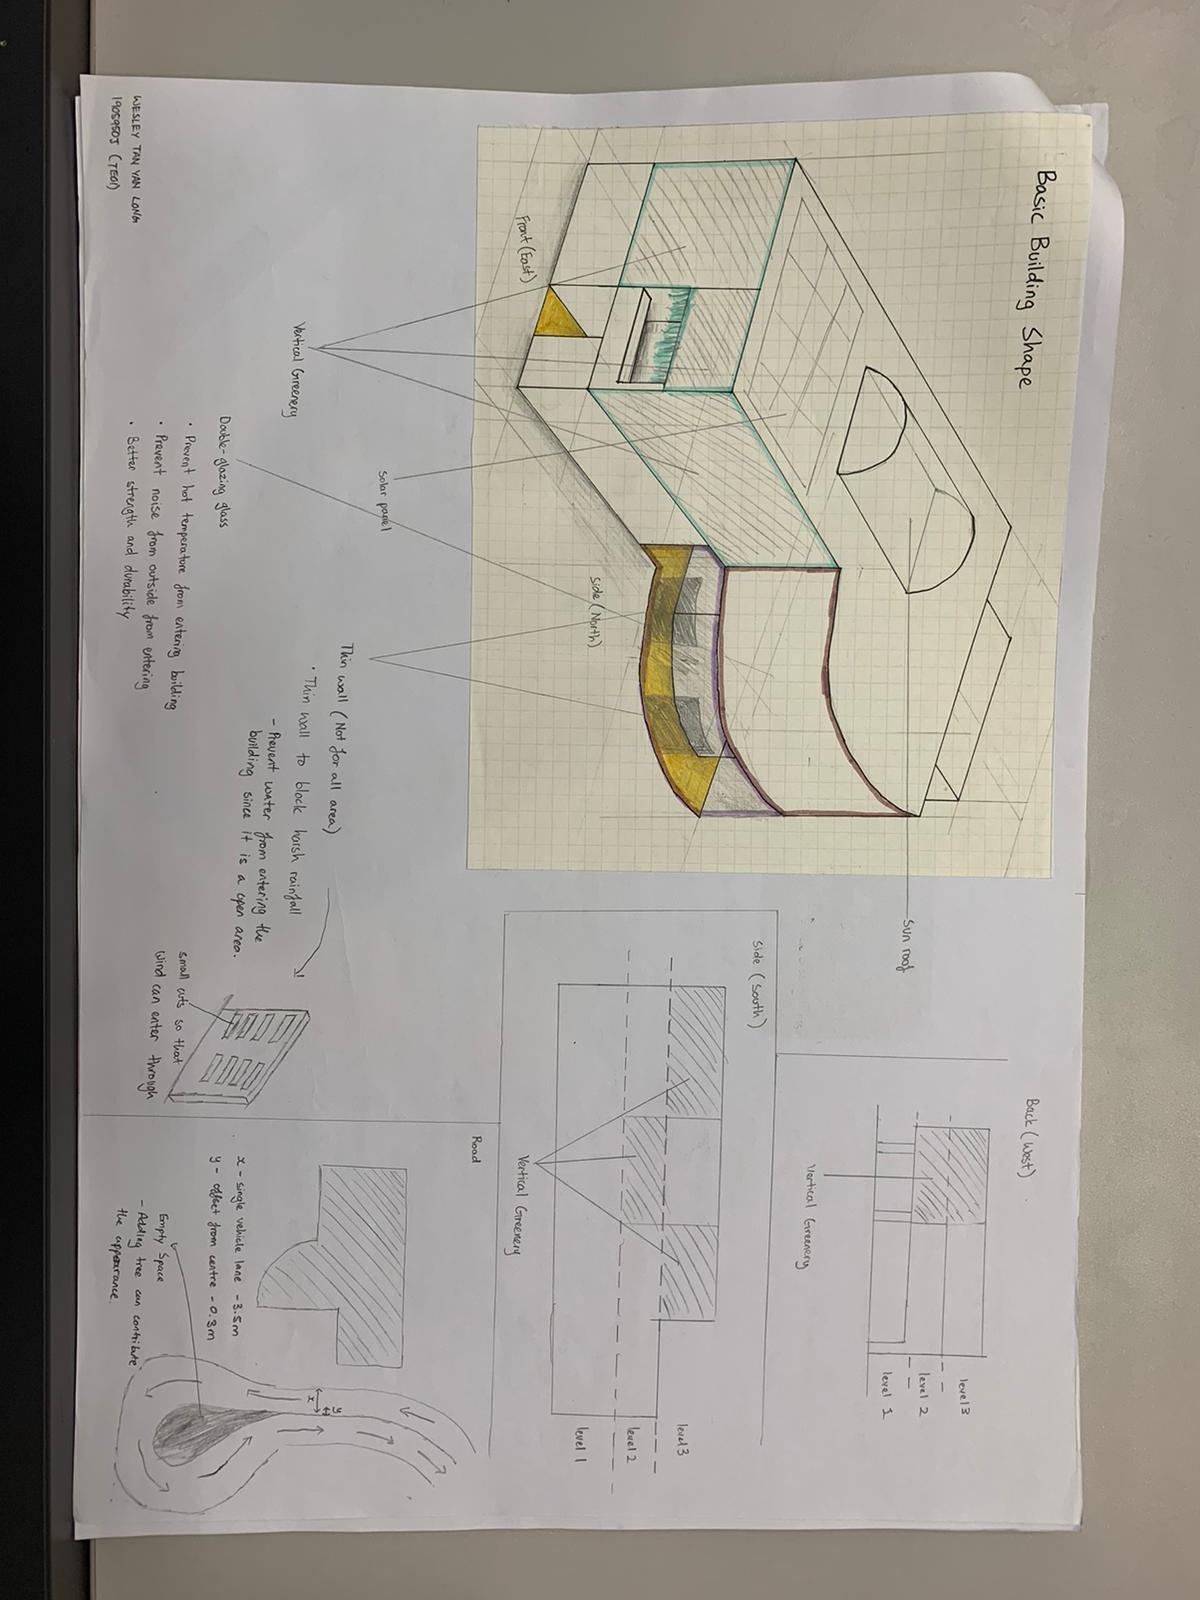 Basic Building Shape
Sun roof
Side (North)
Front (East)
Solar panel
Vertical Greenery
Double-glazing glass
• Prevent hot temperature from entering building
• Prevent noise from outside from entering
• Better strength and durability
Thin wall (Not for all area)
• Thin wall to block harsh rainfall
- Prevent water from entering the
building since it is a open area.
small cuts so that
wind can enter through
WESLEY TAN YAN LONG
1905950J (TE01)
Back (West)
level 3
level 2
level 1
Vertical Greenery
Side (South)
level 3
level 2
level 1
Vertical Greenery
Road
x
x - single vehicle lane - 3.5m
y - offset from centre - 0.3m
Empty Space
- Adding tree can contribute
the appearance.